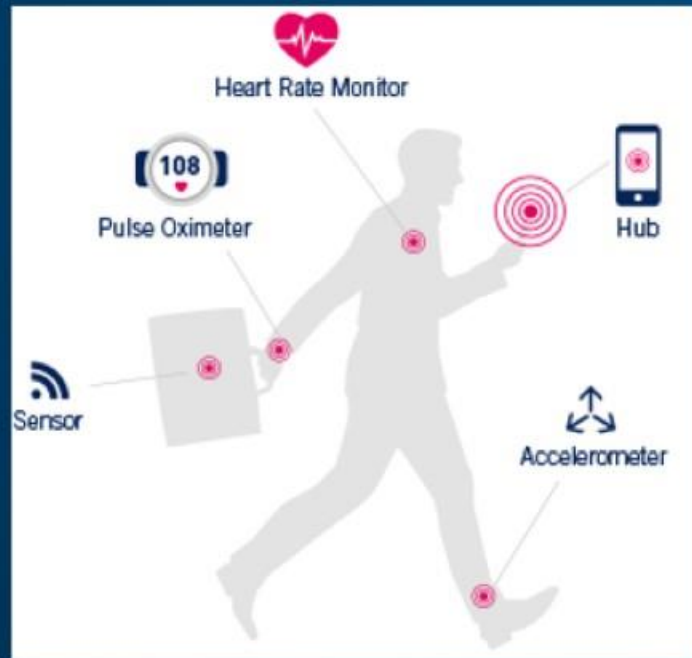 Heart Rate Monitor
108
Pulse Oximeter
Hub
Sensor
Accelerometer